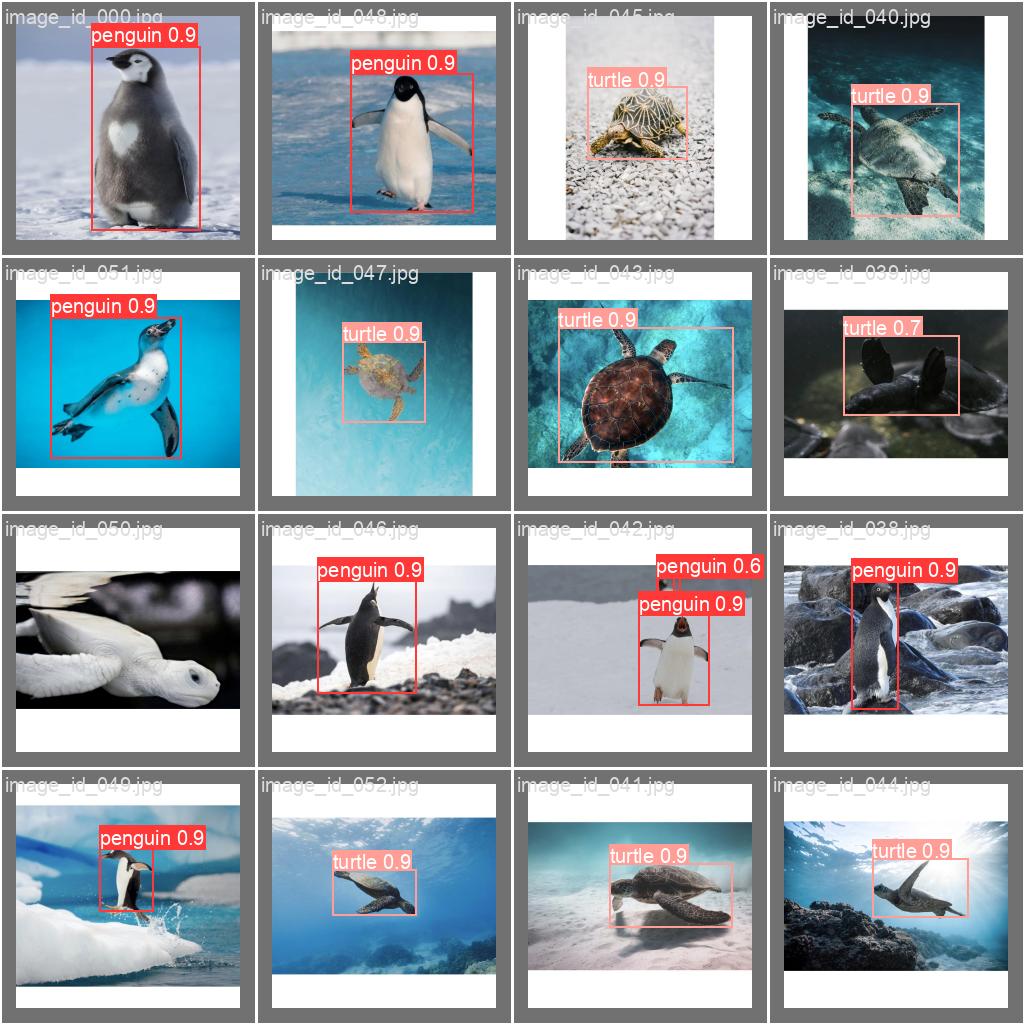 image_id_000.jpg
penguin 0.9
image_id_048.jpg
penguin 0.9
image_id_045.jpg
turtle 0.9
image_id_040.jpg
turtle 0.9
image_id_051.jpg
penguin 0.9
image_id_047.jpg
turtle 0.9
image_id_043.jpg
turtle 0.9
image_id_039.jpg
turtle 0.7
image_id_050.jpg
image_id_046.jpg
penguin 0.9
image_id_042.jpg
penguin 0.6
penguin 0.9
image_id_038.jpg
penguin 0.9
image_id_049.jpg
penguin 0.9
image_id_052.jpg
turtle 0.9
image_id_041.jpg
turtle 0.9
image_id_044.jpg
turtle 0.9